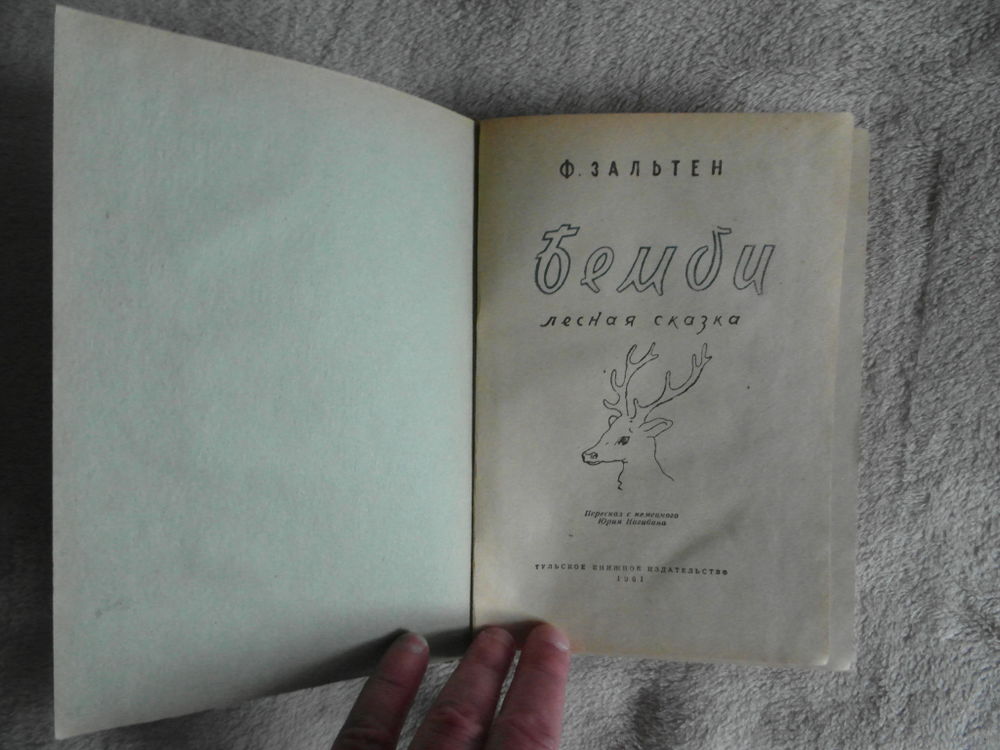 Ф. ЗАЛЬТЕН
Бемби
лесная сказка
Пересказ с немецкого
Юрия Нагибина
ТУЛЬСКОЕ КНИЖНОЕ ИЗДАТЕЛЬСТВО
1961